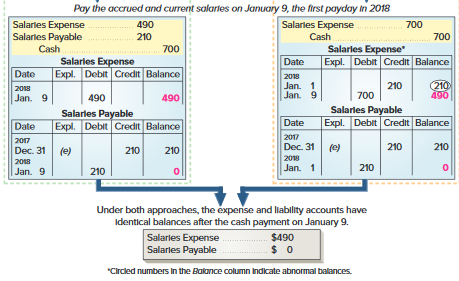 Pay the accrued and current salaries on January 9, the first payday in 2018
Salaries Expense 490
Salaries Payable 210
Cash 700
Salaries Expense
Date Expl. Debit Credit Balance
2018
Jan. 9 490 490
Salaries Payable
Date Expl. Debit Credit Balance
2017
Dec. 31 (e) 210 210
2018
Jan. 9 210 0
Salaries Expense 700
Cash 700
Salaries Expense*
Date Expl. Debit Credit Balance
2018
Jan. 1 210 210
Jan. 9 700 490
Salaries Payable
Date Expl. Debit Credit Balance
2017
Dec. 31 (e) 210 210
2018
Jan. 1 210 0
Under both approaches, the expense and liability accounts have
identical balances after the cash payment on January 9.
Salaries Expense $490
Salaries Payable $ 0
*Circled numbers in the Balance column indicate abnormal balances.